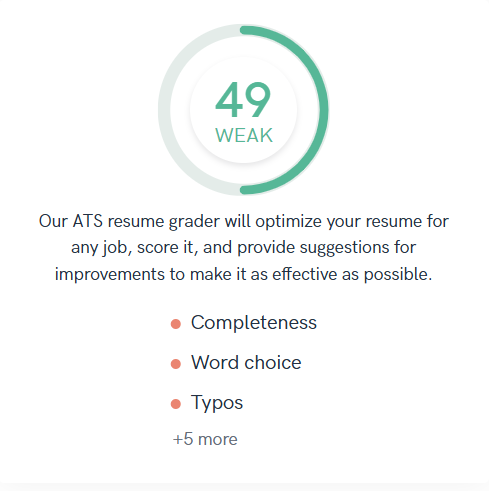 49
WEAK
Our ATS resume grader will optimize your resume for
any job, score it, and provide suggestions for
improvements to make it as effective as possible.
Completeness
Word choice
Typos
+5 more